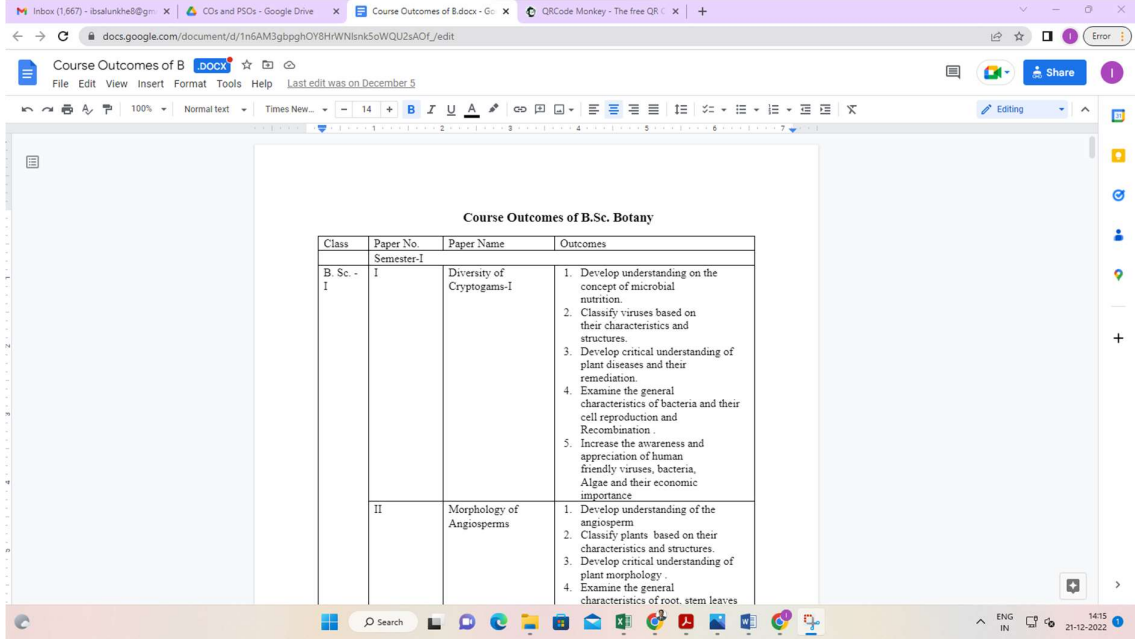 Inbox (1,667) - ibsalunkhe8@gm
COs and PSOs - Google Drive
Course Outcomes of B.docx - Go
QRCode Monkey - The free QR C
docs.google.com/document/d/1n6AM3gbpghOY8HrWNlsnk5oWQU2sAOf_/edit
Error
Course Outcomes of B .DOCX
File Edit View Insert Format Tools Help Last edit was on December 5
Share
I
100% Normal text Times New... 14 B I U A Editing
1 2 3 4 5 6 7
Course Outcomes of B.Sc. Botany
Class Paper No. Paper Name Outcomes
Semester-I
B. Sc. - I Diversity of 1. Develop understanding on the
I Cryptogams-I concept of microbial
nutrition.
2. Classify viruses based on
their characteristics and
structures.
3. Develop critical understanding of
plant diseases and their
remediation.
4. Examine the general
characteristics of bacteria and their
cell reproduction and
Recombination .
5. Increase the awareness and
appreciation of human
friendly viruses, bacteria,
Algae and their economic
importance
II Morphology of 1. Develop understanding of the
Angiosperms angiosperm
2. Classify plants based on their
characteristics and structures.
3. Develop critical understanding of
plant morphology .
4. Examine the general
characteristics of root, stem leaves
Search
ENG 14:15
IN 21-12-2022 1